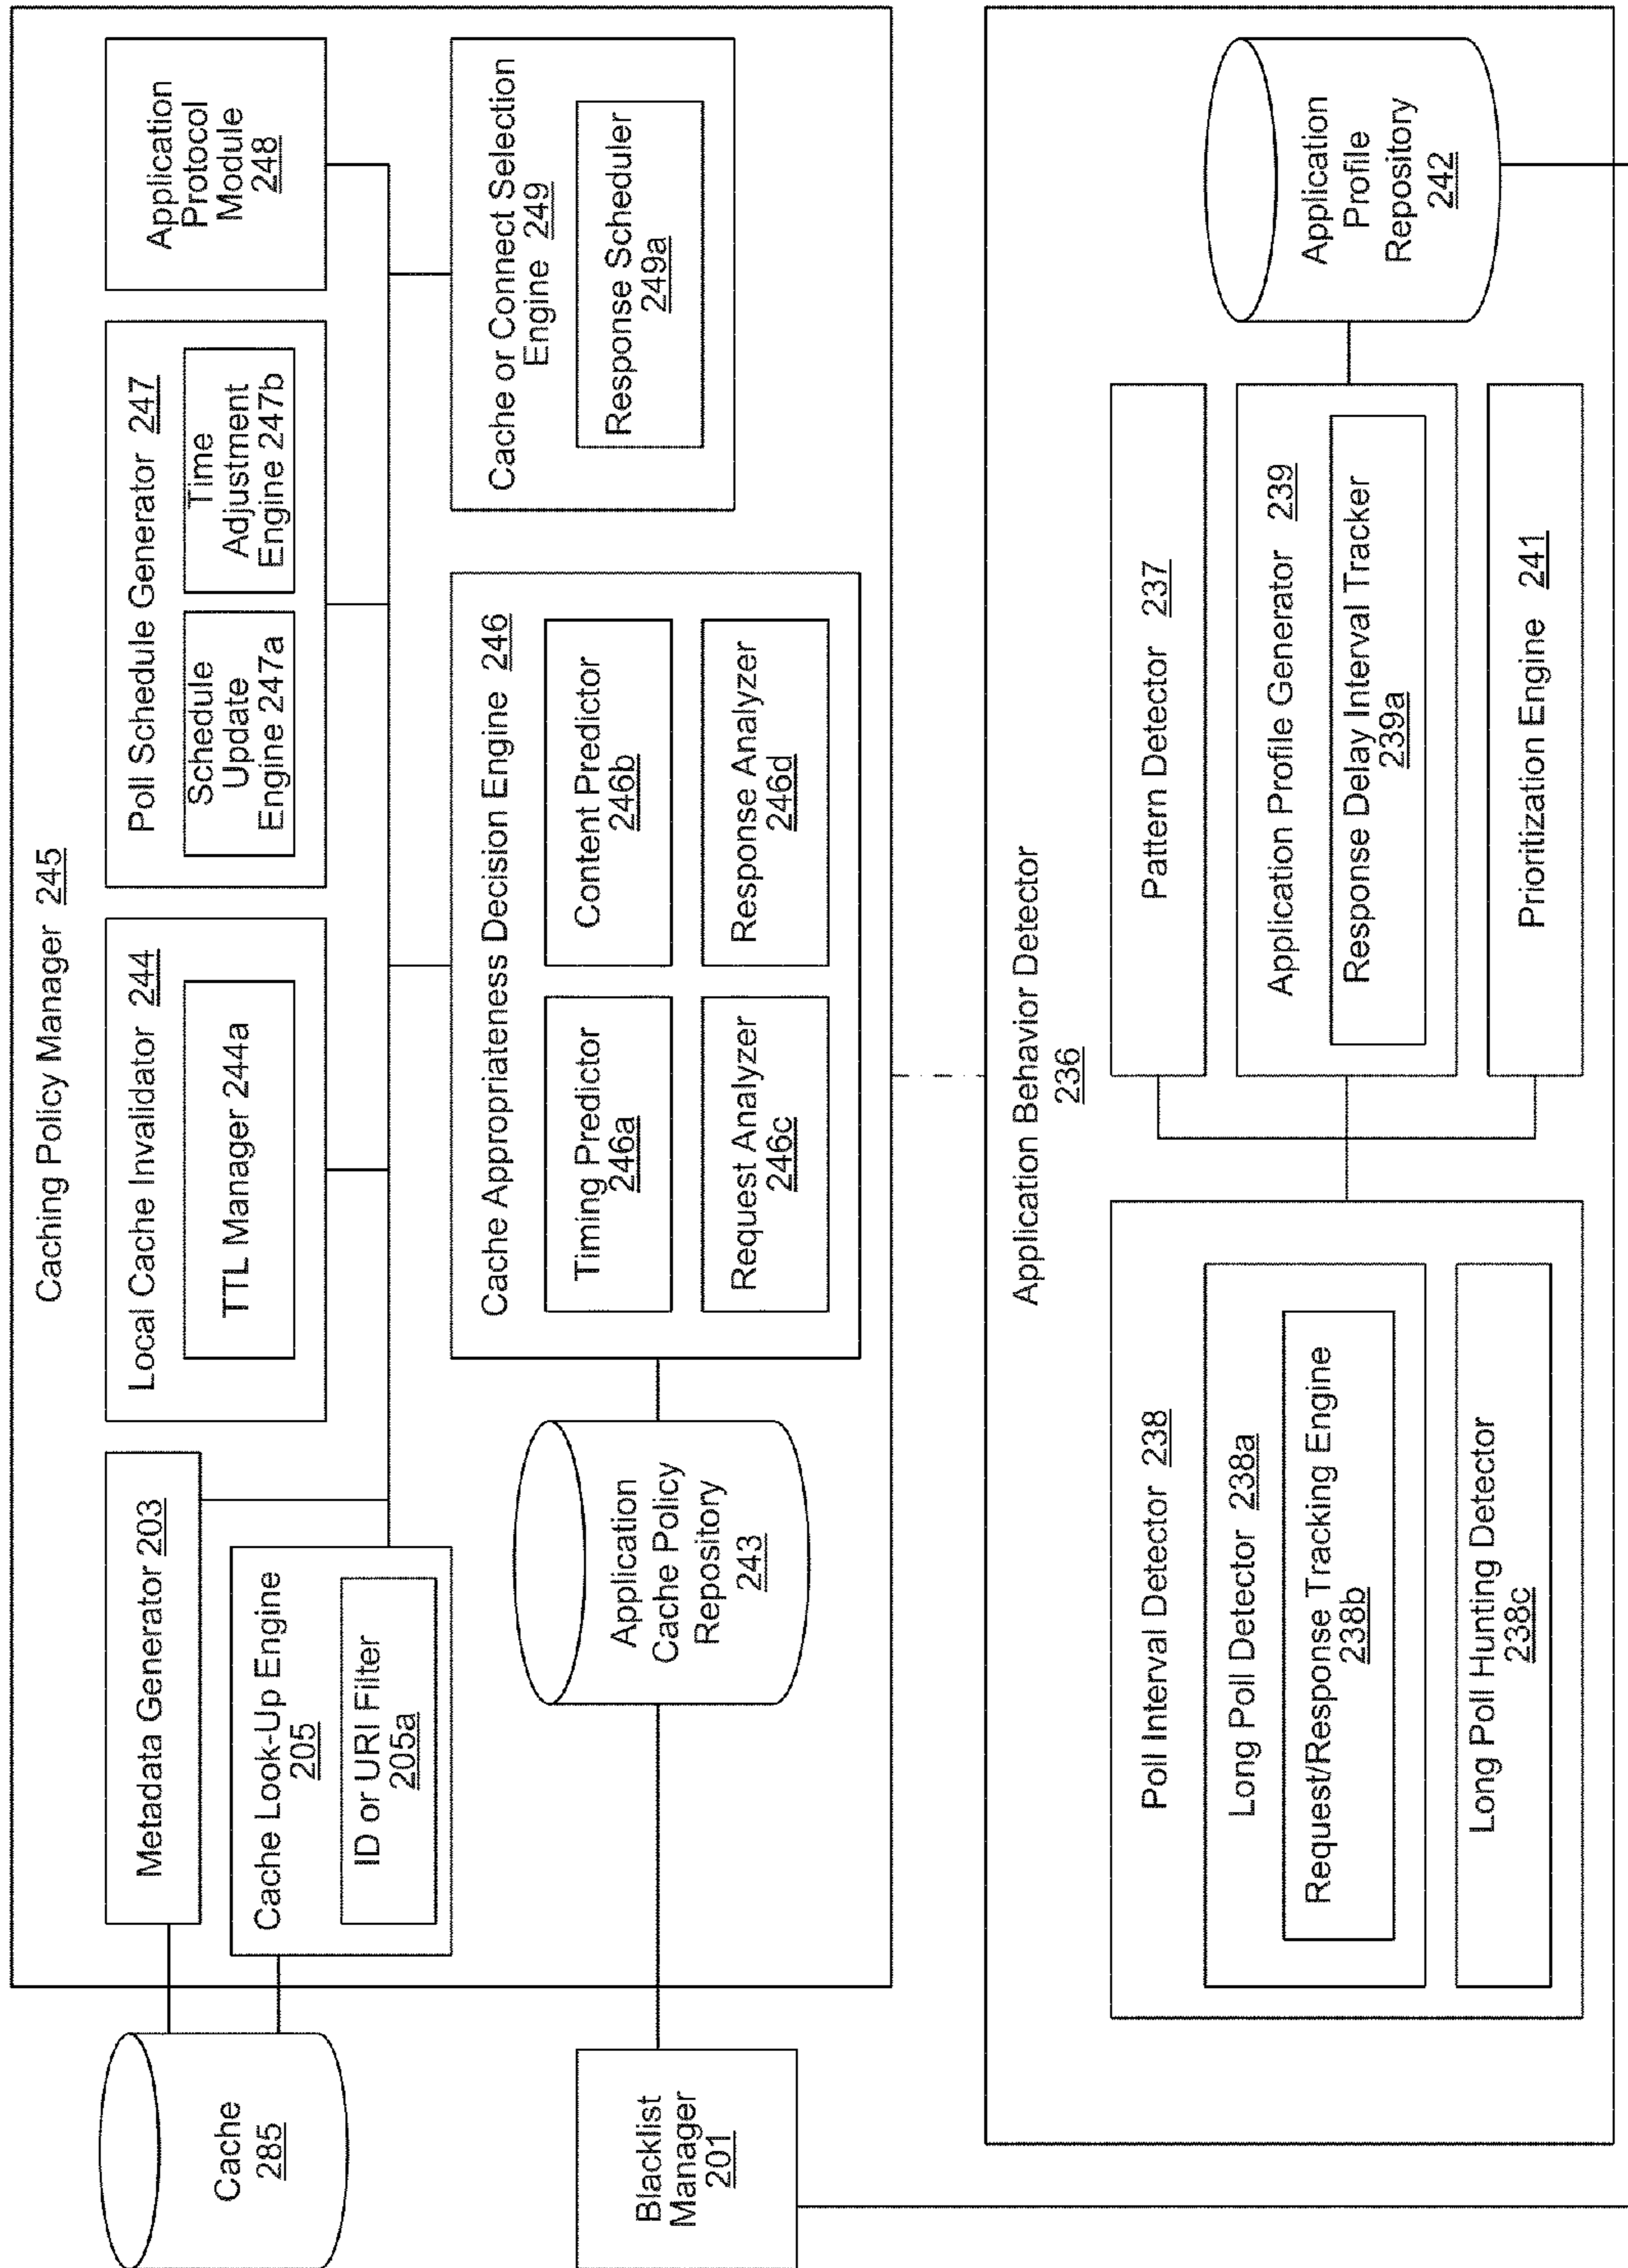 Caching Policy Manager 245
Cache
285
Metadata Generator 203
Cache Look-Up Engine
205
ID or URI Filter
205a
Local Cache Invalidator 244
TTL Manager 244a
Poll Schedule Generator 247
Schedule
Update
Engine 247a
Time
Adjustment
Engine 247b
Application
Protocol
Module
248
Blacklist
Manager
201
Application
Cache Policy
Repository
243
Cache Appropriateness Decision Engine 246
Timing Predictor
246a
Content Predictor
246b
Request Analyzer
246c
Response Analyzer
246d
Cache or Connect Selection
Engine 249
Response Scheduler
249a
Application Behavior Detector
236
Poll Interval Detector 238
Long Poll Detector 238a
Request/Response Tracking Engine
238b
Long Poll Hunting Detector
238c
Pattern Detector 237
Application Profile Generator 239
Response Delay Interval Tracker
239a
Prioritization Engine 241
Application
Profile
Repository
242